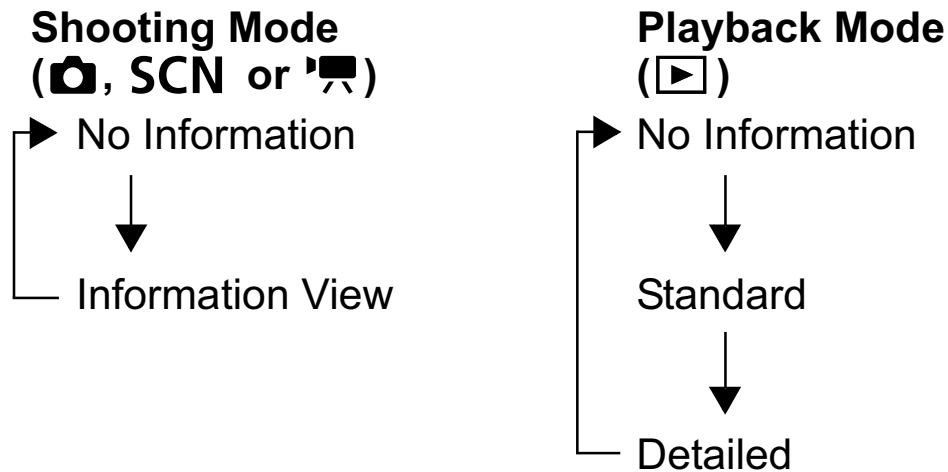 Shooting Mode
(, SCN or )
No Information
Information View
Playback Mode
()
No Information
Standard
Detailed